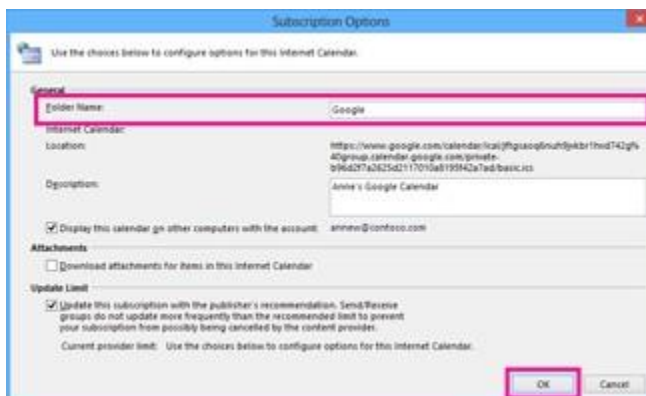 Subscription Options
Use the choices below to configure options for this Internet Calendar.
General
Folder Name:
Google
Internet Calendar:
Location:
https://www.google.com/calendar/ical/
40group.calendar.google.com/private-
Description:
Anne's Google Calendar
Display this calendar on other computers with the account:
annew@contoso.com
Attachments
Download attachments for items in this Internet Calendar
Update Limit
Update this subscription with the publisher's recommendation. Send/Receive
groups do not update more frequently than the recommended limit to prevent
your subscription from possibly being cancelled by the content provider.
Current provider limit: Use the choices below to configure options for this Internet Calendar.
OK
Cancel